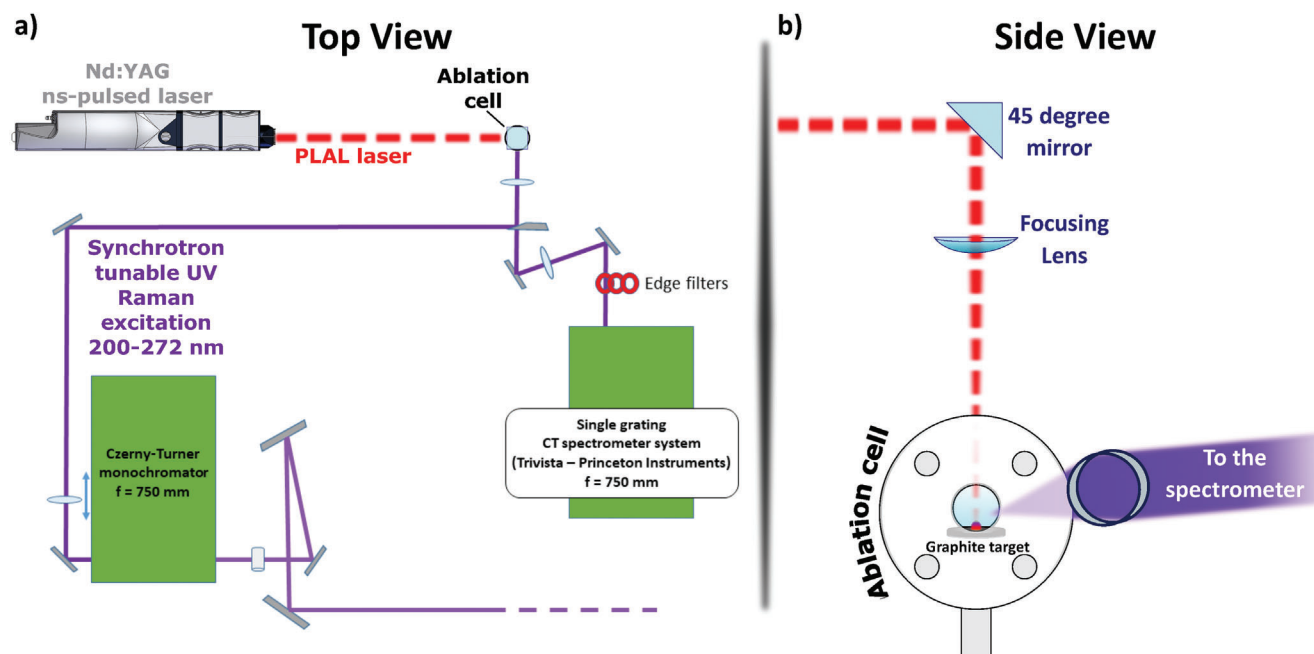 a)
Top View
Nd:YAG
ns-pulsed laser
Ablation
cell
PLAL laser
Synchrotron
tunable UV
Raman
excitation
200-272 nm
Edge filters
Czerny-Turner
monochromator
f = 750 mm
Single grating
CT spectrometer system
(Trivista – Princeton Instruments)
f = 750 mm
b)
Side View
45 degree
mirror
Focusing
Lens
Ablation cell
To the
spectrometer
Graphite target